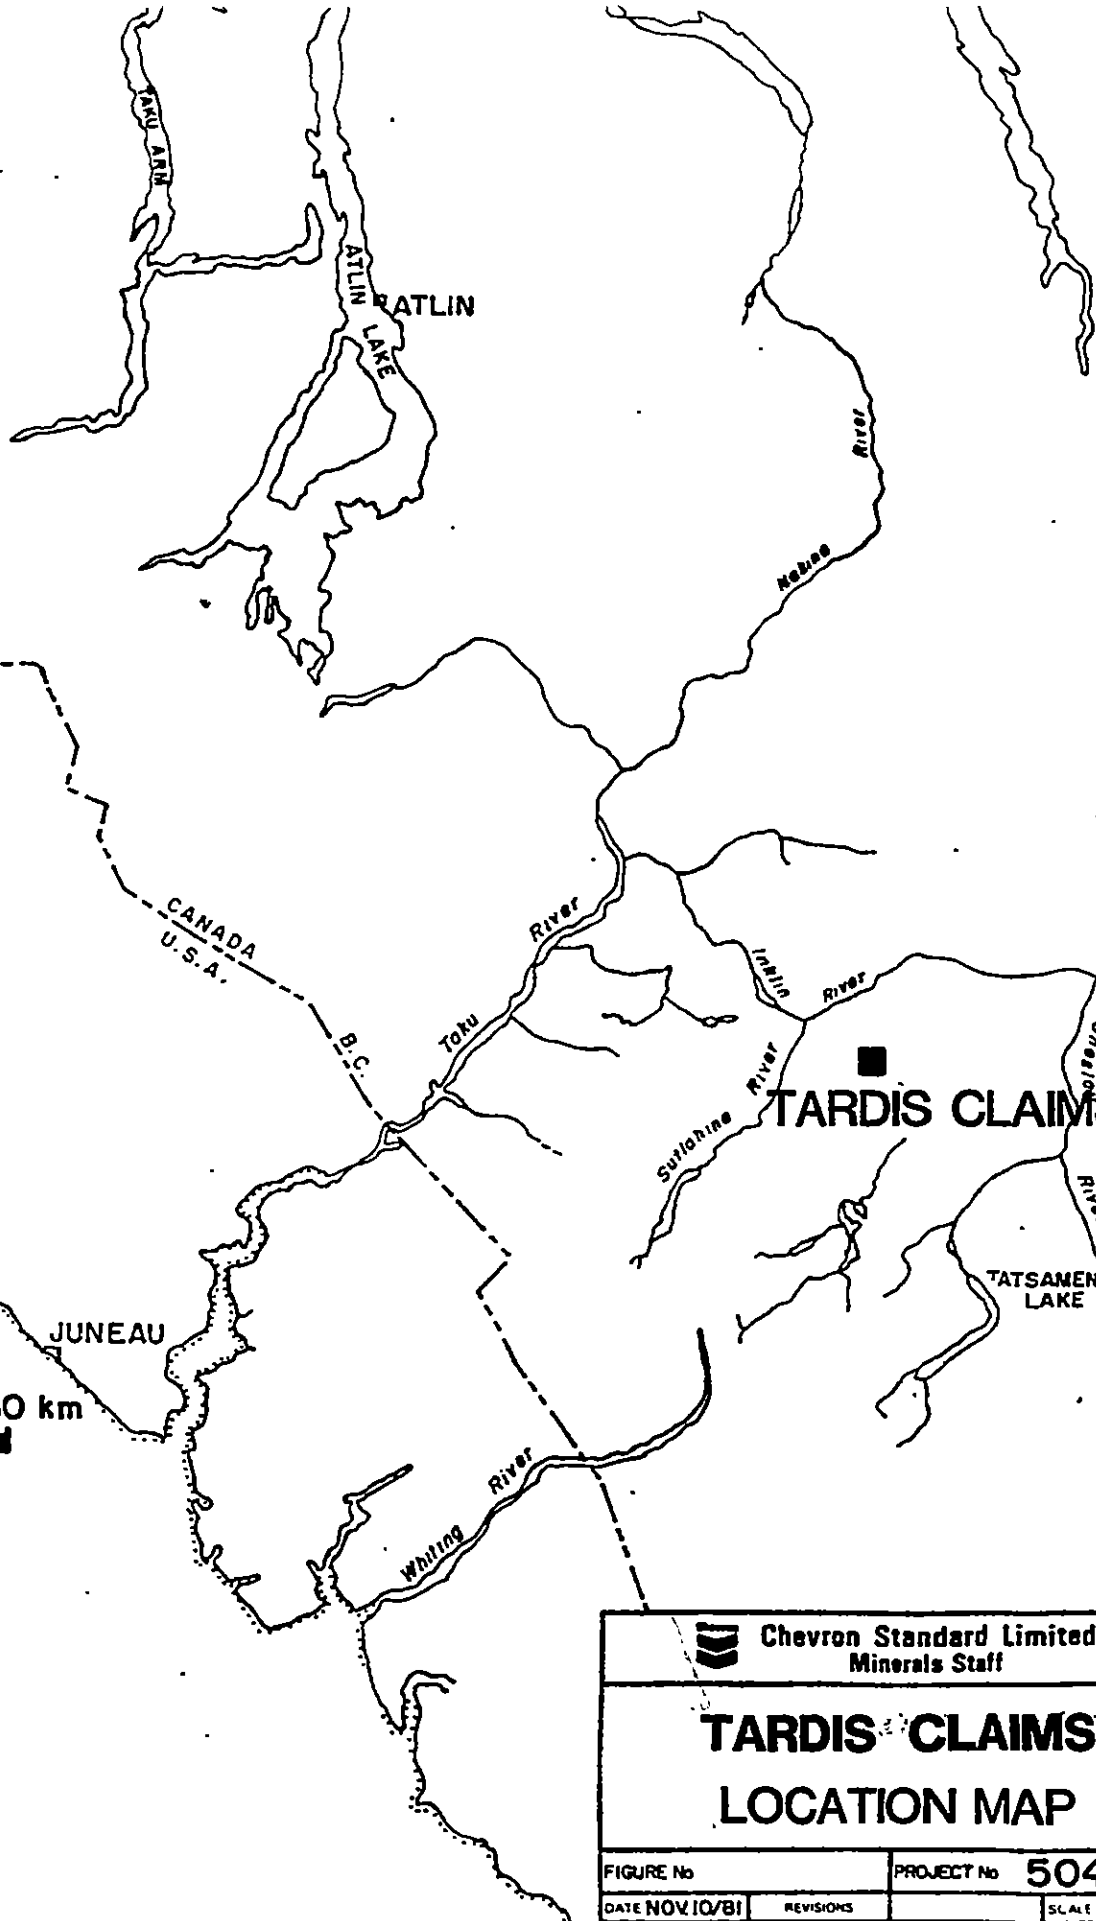 TAKU ARM
ATLIN
LAKE
ATLIN
River
Nakina
CANADA
U.S.A.
B.C.
River
Taku
Inklin
River
River
Sutlahine
TARDIS CLAIMS
TATSAMEN
LAKE
JUNEAU
0 km
River
Whiting
Chevron Standard Limited
Minerals Staff
TARDIS CLAIMS
LOCATION MAP
FIGURE No
PROJECT No 504
DATE NOV. 10/81
REVISIONS
SCALE